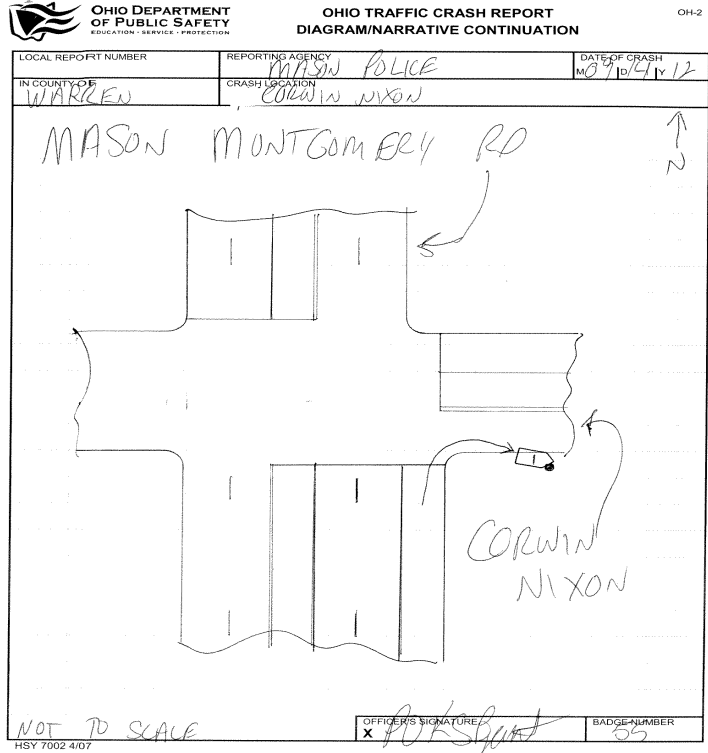 OHIO DEPARTMENT
OF PUBLIC SAFETY
EDUCATION • SERVICE • PROTECTION
OHIO TRAFFIC CRASH REPORT
DIAGRAM/NARRATIVE CONTINUATION
OH-2
LOCAL REPORT NUMBER
REPORTING AGENCY
MASON POLICE
DATE OF CRASH
M 09 D 14 Y 12
IN COUNTY OF
WARREN
CRASH LOCATION
CORWIN NIXON
MASON MONTGOMERY RD
N
1
CORWIN
NIXON
NOT TO SCALE
OFFICER'S SIGNATURE
X
BADGE NUMBER
55
HSY 7002 4/07